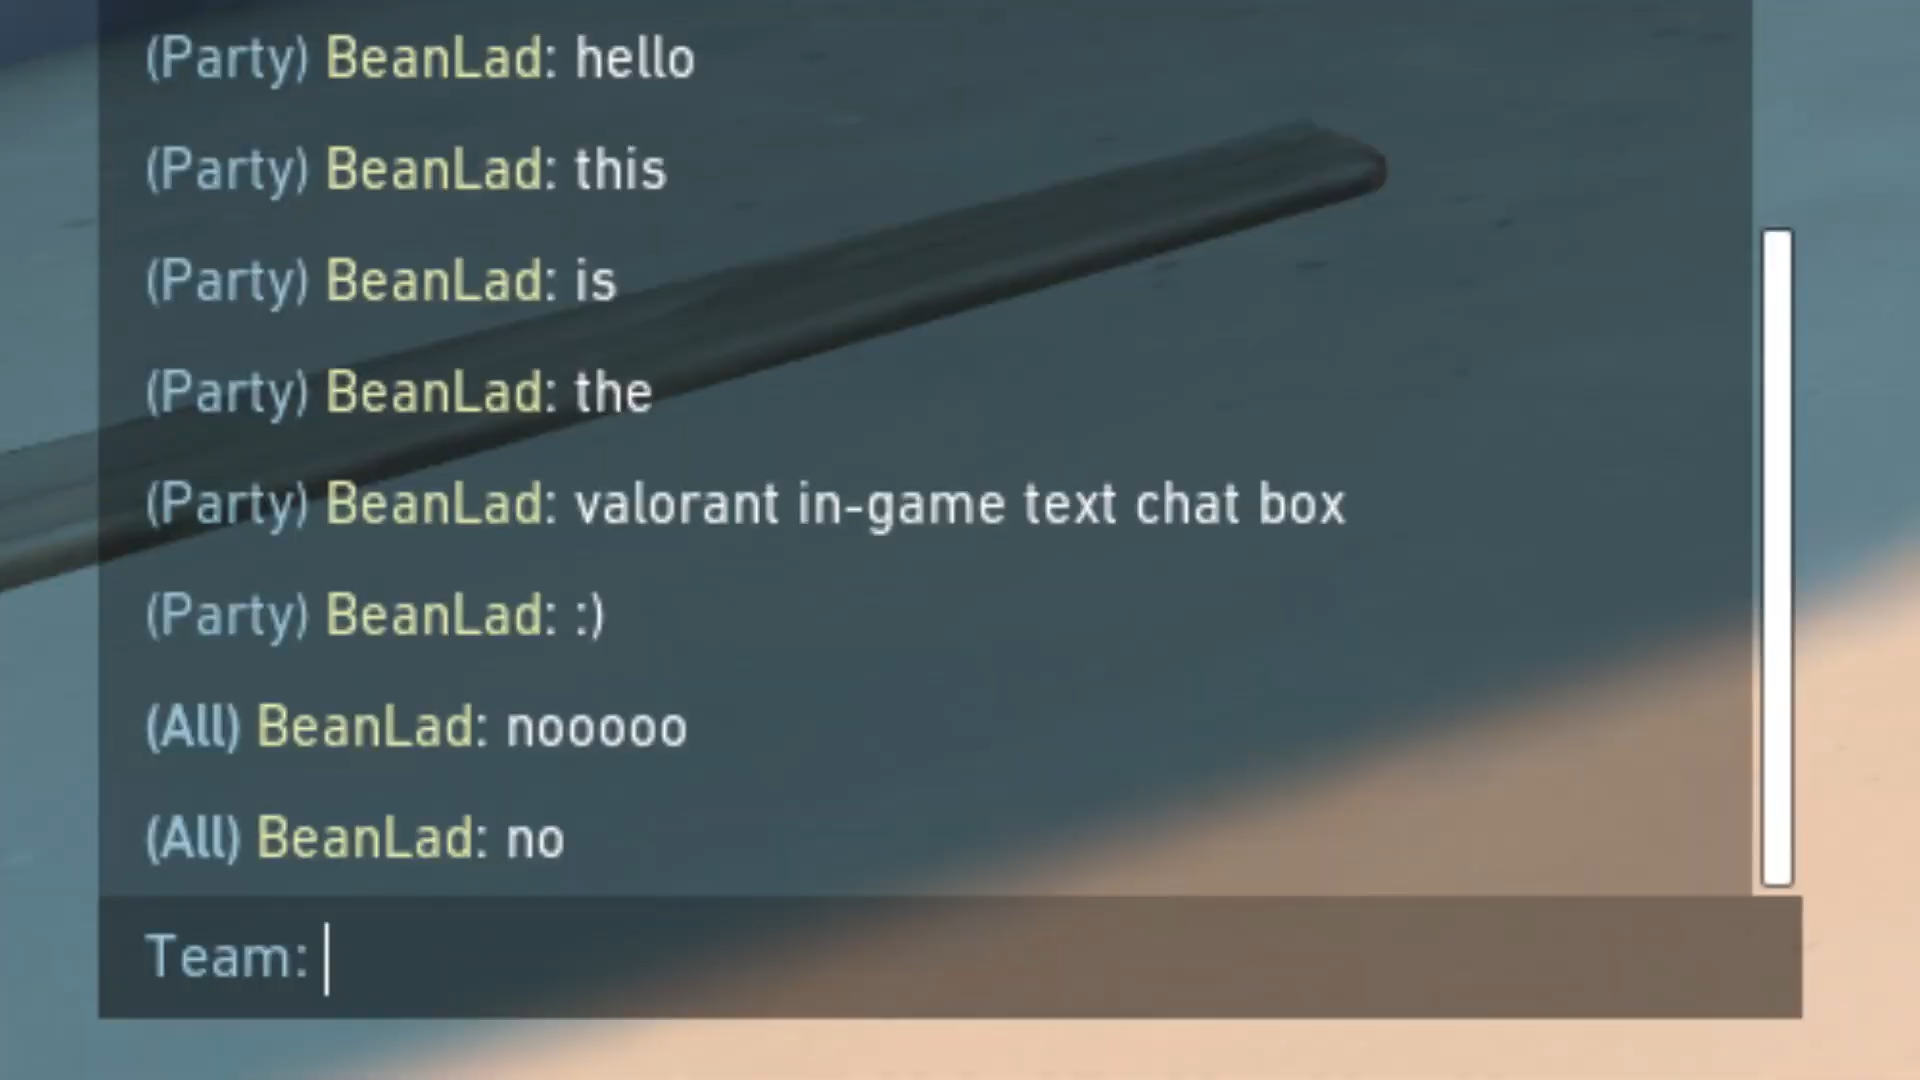 (Party) BeanLad: hello
(Party) BeanLad: this
(Party) BeanLad: is
(Party) BeanLad: the
(Party) BeanLad: valorant in-game text chat box
(Party) BeanLad: :)
(All) BeanLad: nooooo
(All) BeanLad: no
Team: